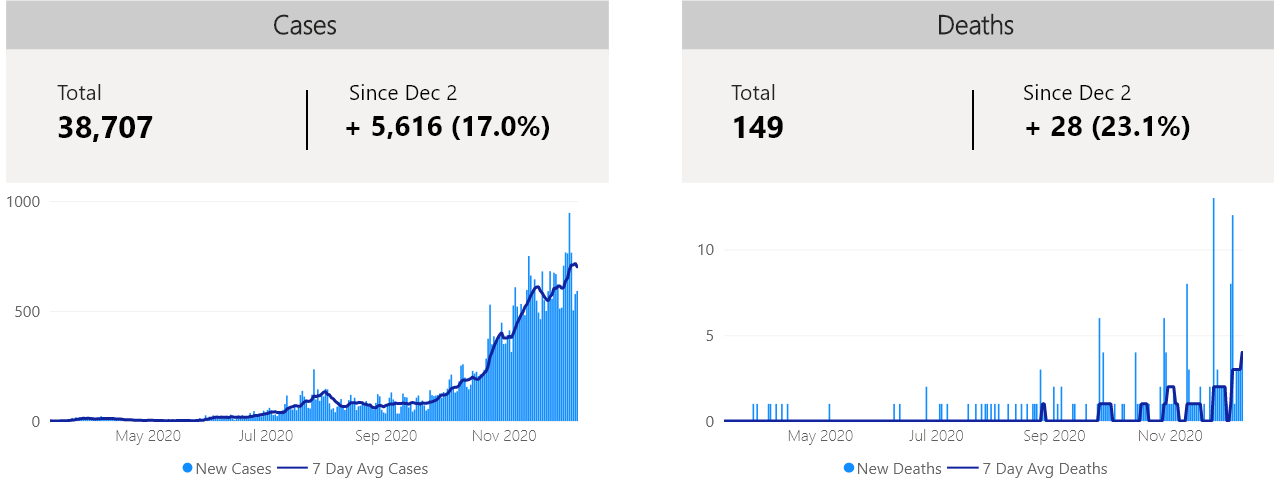 Cases
Total
38,707
Since Dec 2
+ 5,616 (17.0%)
1000
500
0
May 2020
Jul 2020
Sep 2020
Nov 2020
New Cases
7 Day Avg Cases
Deaths
Total
149
Since Dec 2
+ 28 (23.1%)
10
5
0
May 2020
Jul 2020
Sep 2020
Nov 2020
New Deaths
7 Day Avg Deaths